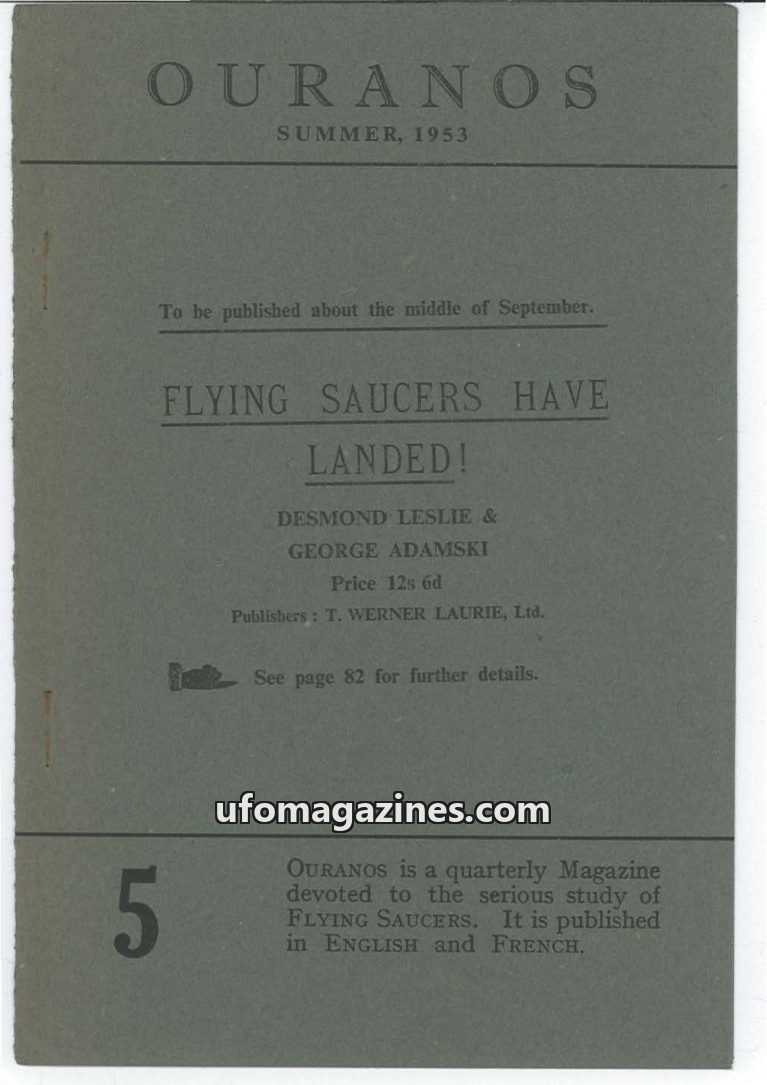 OURANOS
SUMMER, 1953
To be published about the middle of September.
FLYING SAUCERS HAVE
LANDED!
DESMOND LESLIE &
GEORGE ADAMSKI
Price 12s 6d
Publishers : T. WERNER LAURIE, Ltd.
See page 82 for further details.
ufomagazines.com
5
OURANOS is a quarterly Magazine
devoted to the serious study of
FLYING SAUCERS. It is published
in ENGLISH and FRENCH.